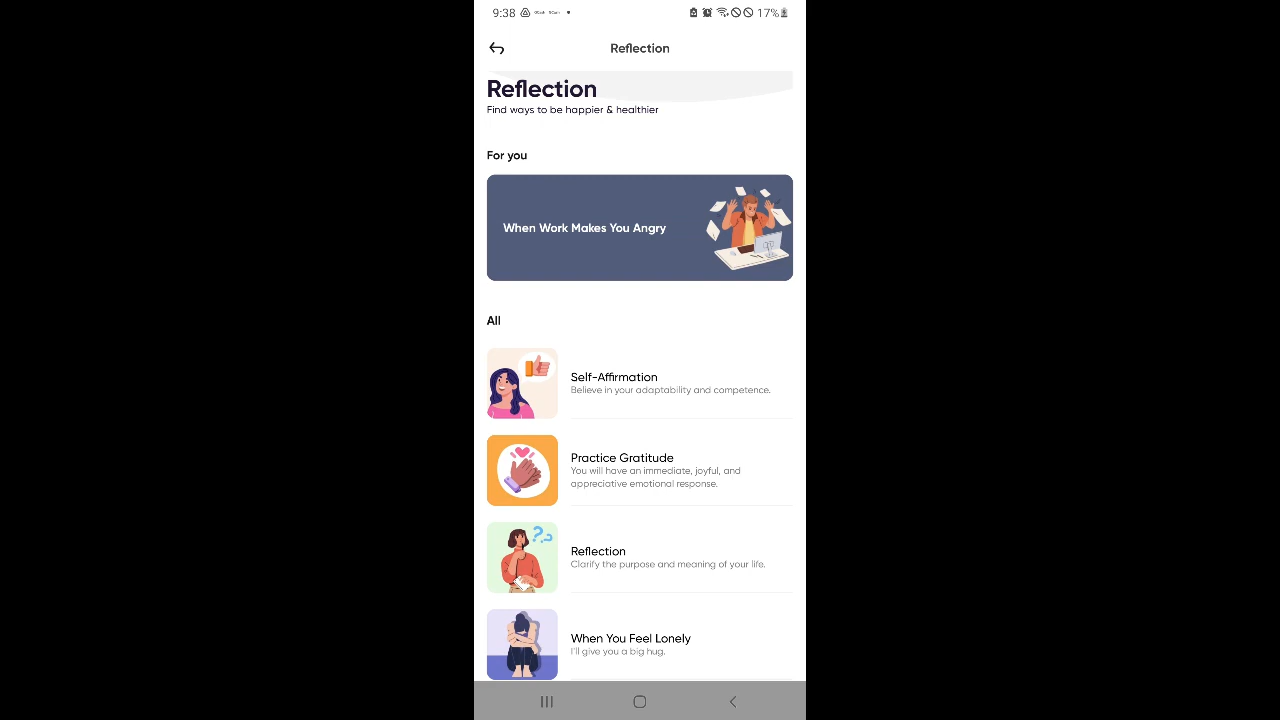 9:38
17%
Reflection
Reflection
Find ways to be happier & healthier
For you
When Work Makes You Angry
All
Self-Affirmation
Believe in your adaptability and competence.
Practice Gratitude
You will have an immediate, joyful, and
appreciative emotional response.
Reflection
Clarify the purpose and meaning of your life.
When You Feel Lonely
I'll give you a big hug.